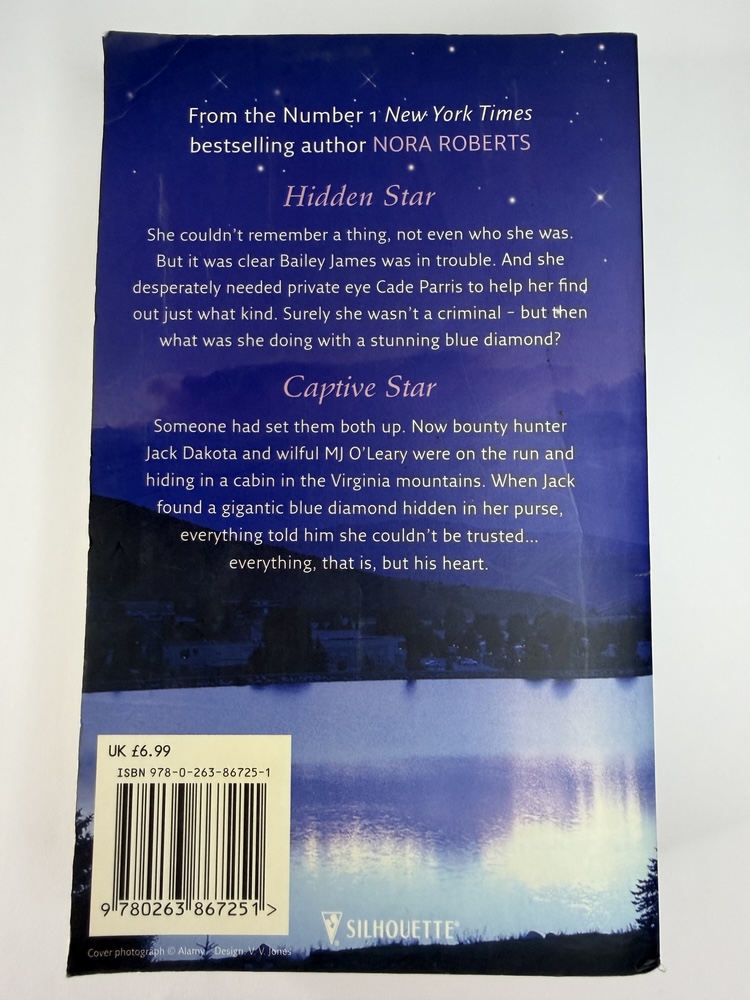 From the Number 1 New York Times
bestselling author NORA ROBERTS
Hidden Star
She couldn't remember a thing, not even who she was.
But it was clear Bailey James was in trouble. And she
desperately needed private eye Cade Parris to help her find
out just what kind. Surely she wasn't a criminal – but then
what was she doing with a stunning blue diamond?
Captive Star
Someone had set them both up. Now bounty hunter
Jack Dakota and wilful MJ O'Leary were on the run and
hiding in a cabin in the Virginia mountains. When Jack
found a gigantic blue diamond hidden in her purse,
everything told him she couldn't be trusted...
everything, that is, but his heart.
UK £6.99
ISBN 978-0-263-86725-1
9 780263 867251 >
SILHOUETTE®
Cover photograph © Alamy Design: V. V. Jones